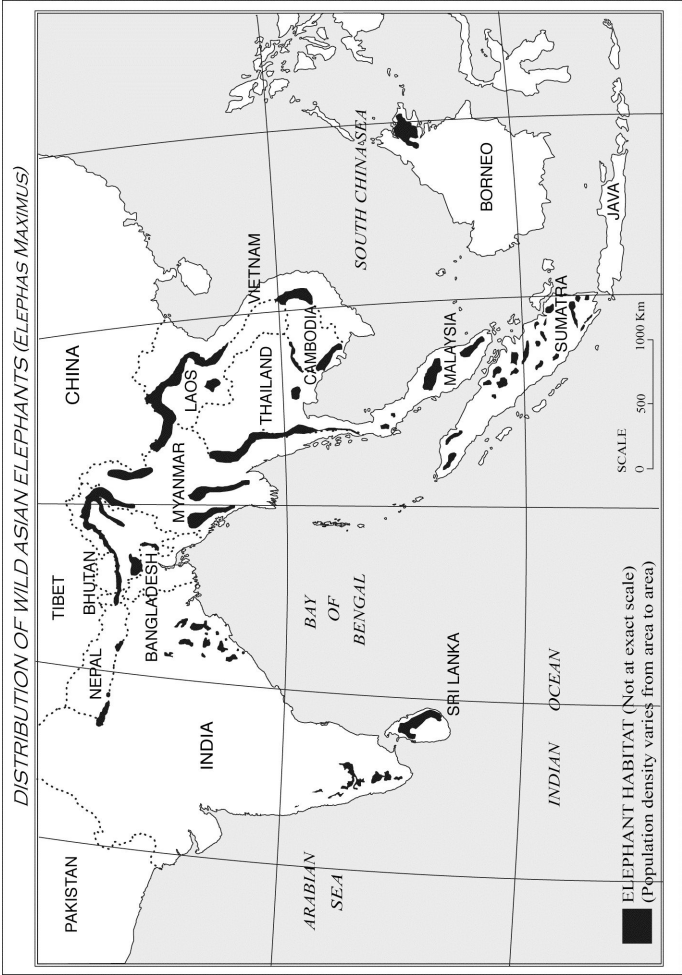 DISTRIBUTION OF WILD ASIAN ELEPHANTS (ELEPHAS MAXIMUS)
TIBET
CHINA
PAKISTAN
NEPAL
BHUTAN
BANGLADESH
MYANMAR
LAOS
VIETNAM
INDIA
THAILAND
CAMBODIA
ARABIAN
SEA
BAY
OF
BENGAL
SOUTH CHINA SEA
SRI LANKA
MALAYSIA
BORNEO
INDIAN OCEAN
SUMATRA
JAVA
SCALE
0 500 1000 Km
ELEPHANT HABITAT (Not at exact scale)
(Population density varies from area to area)